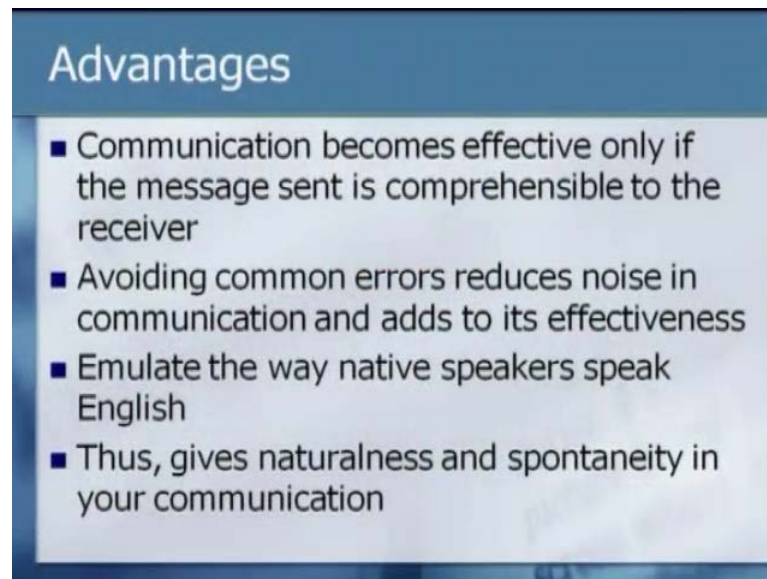 Advantages
Communication becomes effective only if
the message sent is comprehensible to the
receiver
Avoiding common errors reduces noise in
communication and adds to its effectiveness
Emulate the way native speakers speak
English
Thus, gives naturalness and spontaneity in
your communication